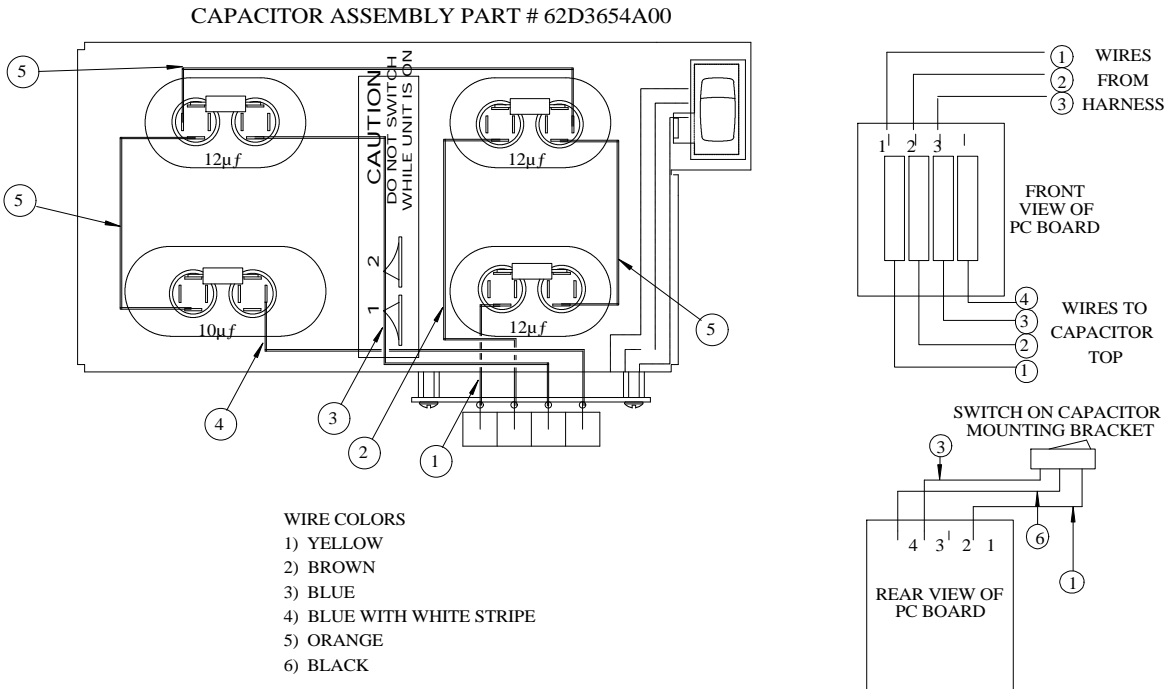 CAPACITOR ASSEMBLY PART # 62D3654A00
5
5
12µf
12µf
10µf
12µf
CAUTION
DO NOT SWITCH
WHILE UNIT IS ON
2
1
5
4
3
2
1
WIRE COLORS
1) YELLOW
2) BROWN
3) BLUE
4) BLUE WITH WHITE STRIPE
5) ORANGE
6) BLACK
1 WIRES
2 FROM
3 HARNESS
1 2 3
FRONT
VIEW OF
PC BOARD
4
3
2
1
WIRES TO
CAPACITOR
TOP
SWITCH ON CAPACITOR
MOUNTING BRACKET
3
6
1
4 3 2 1
REAR VIEW OF
PC BOARD